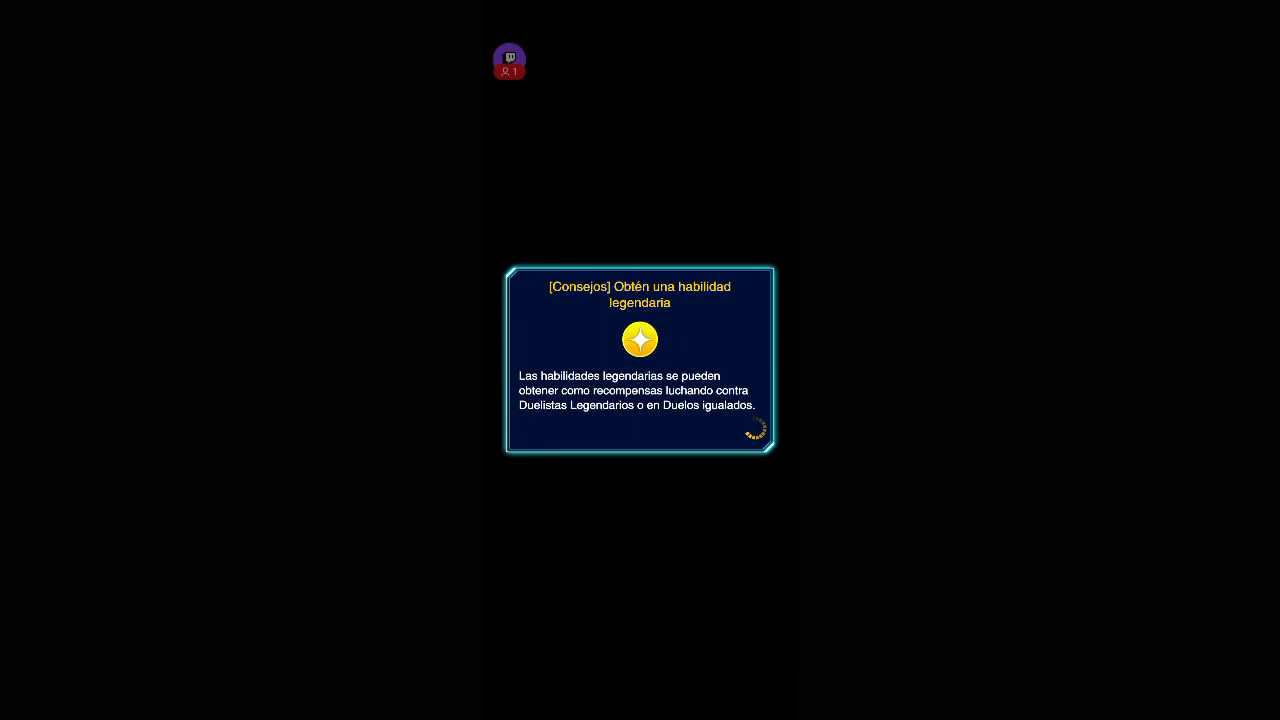 1
[Consejos] Obtén una habilidad
legendaria
Las habilidades legendarias se pueden
obtener como recompensas luchando contra
Duelistas Legendarios o en Duelos igualados.